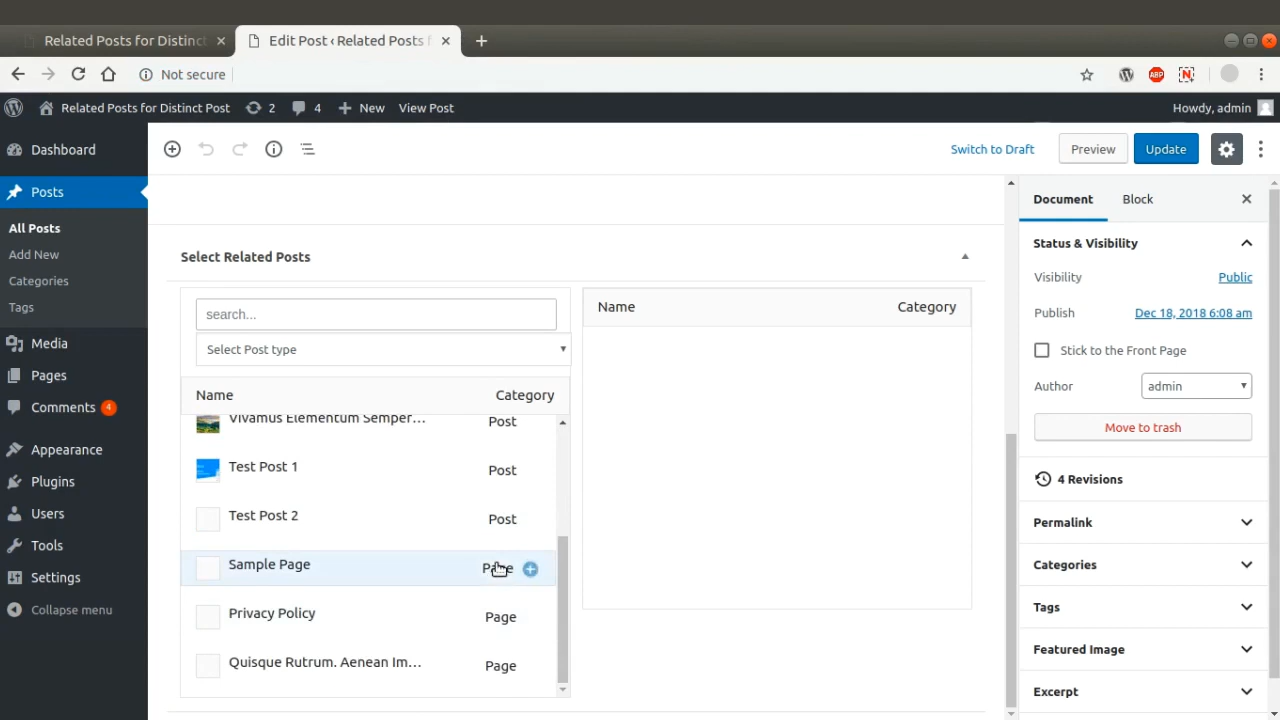 Related Posts for Distinct
Edit Post ‹ Related Posts f
Not secure
ABP
N
Related Posts for Distinct Post
2
4
New
View Post
Howdy, admin
Dashboard
Switch to Draft
Preview
Update
Posts
All Posts
Add New
Categories
Tags
Media
Pages
Comments 4
Appearance
Plugins
Users
Tools
Settings
Collapse menu
Select Related Posts
search...
Select Post type
Name
Category
Vivamus Elementum Semper...
Post
Test Post 1
Post
Test Post 2
Post
Sample Page
Page
Privacy Policy
Page
Quisque Rutrum. Aenean Im...
Page
Name
Category
Document
Block
Status & Visibility
Visibility
Public
Publish
Dec 18, 2018 6:08 am
Stick to the Front Page
Author
admin
Move to trash
4 Revisions
Permalink
Categories
Tags
Featured Image
Excerpt